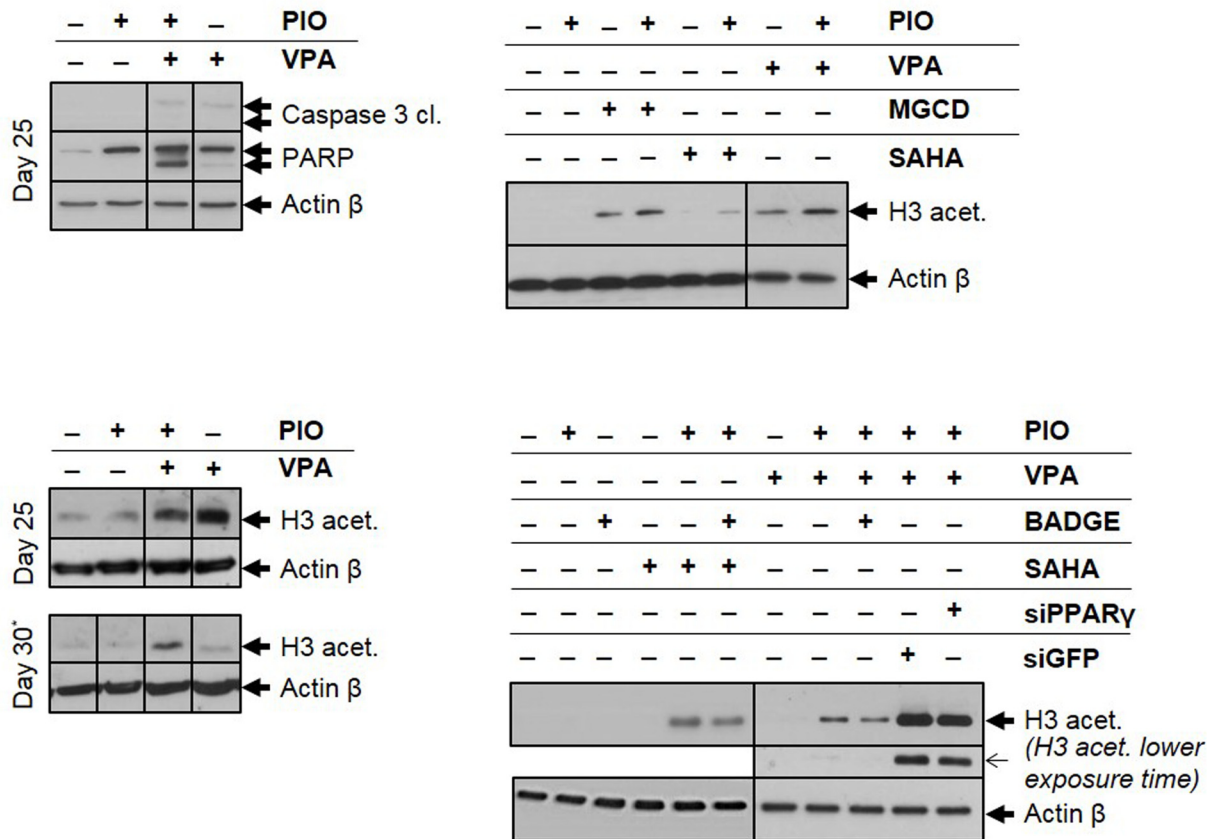 – + + – PIO
– – + + VPA
Day 25
Caspase 3 cl.
PARP
Actin β
– + – + – + – + PIO
– – – – – – + + VPA
– – + + – – – – MGCD
– – – – + + – – SAHA
H3 acet.
Actin β
– + + – PIO
– – + + VPA
Day 25
H3 acet.
Actin β
Day 30*
H3 acet.
Actin β
– + – – + + – + + + + PIO
– – – – – – + + + + + VPA
– – + – – + – – + – – BADGE
– – – + + + – – – – – SAHA
– – – – – – – – – – + siPPARγ
– – – – – – – – – + – siGFP
H3 acet.
(H3 acet. lower
exposure time)
Actin β